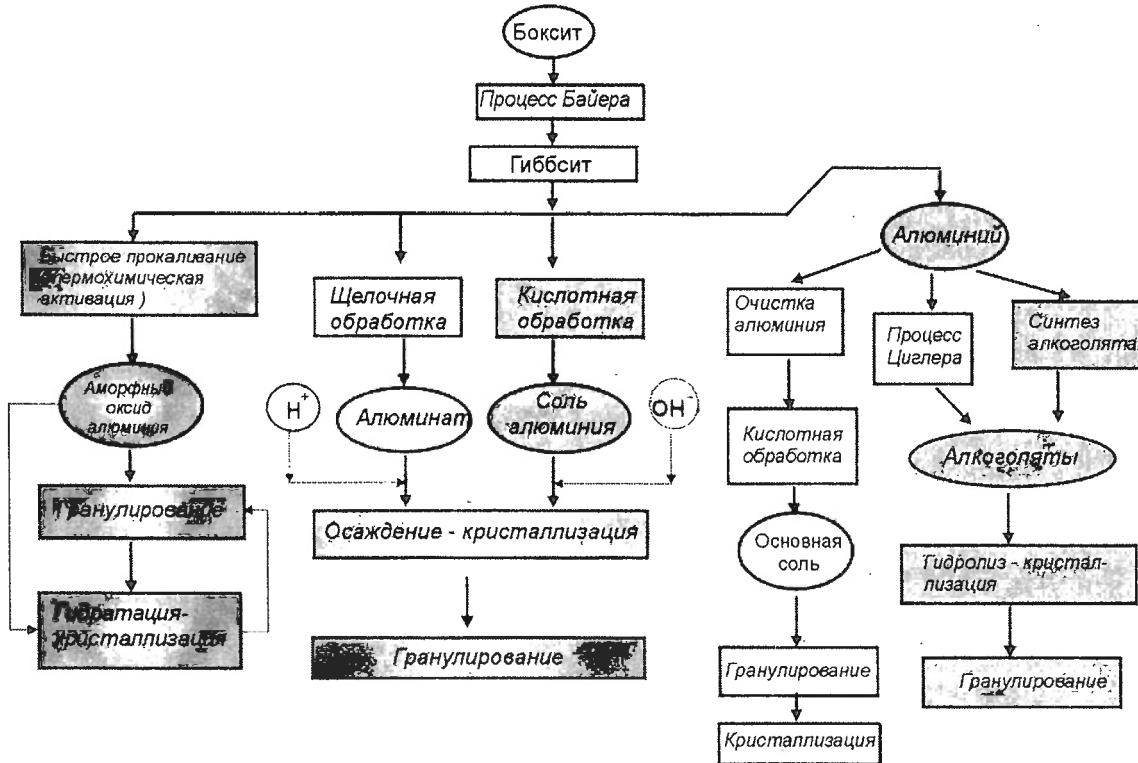 Боксит
Процесс Байера
Гиббсит
Алюминий
Быстрое прокаливание
(термохимическая
активация )
Щелочная
обработка
Кислотная
обработка
Очистка
алюминия
Процесс
Циглера
Синтез
алкоголята
Аморфный
оксид
алюминия
H⁺
Алюминат
Соль
алюминия
OH⁻
Кислотная
обработка
Алкоголяты
Гранулирование
Осаждение - кристаллизация
Основная
соль
Гидролиз - кристал-
лизация
Гидратация-
кристаллизация
Гранулирование
Гранулирование
Гранулирование
Кристаллизация